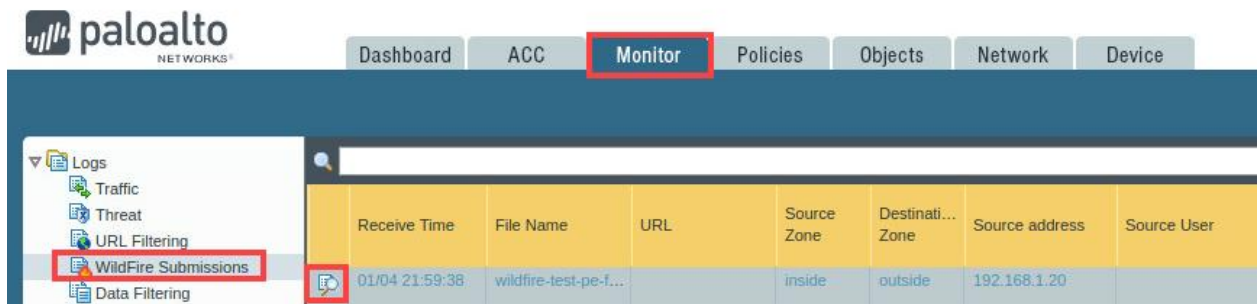 paloalto
NETWORKS®
Dashboard ACC Monitor Policies Objects Network Device
Logs
Traffic
Threat
URL Filtering
WildFire Submissions
Data Filtering
Receive Time File Name URL Source Zone Destinati... Zone Source address Source User
01/04 21:59:38 wildfire-test-pe-f... inside outside 192.168.1.20